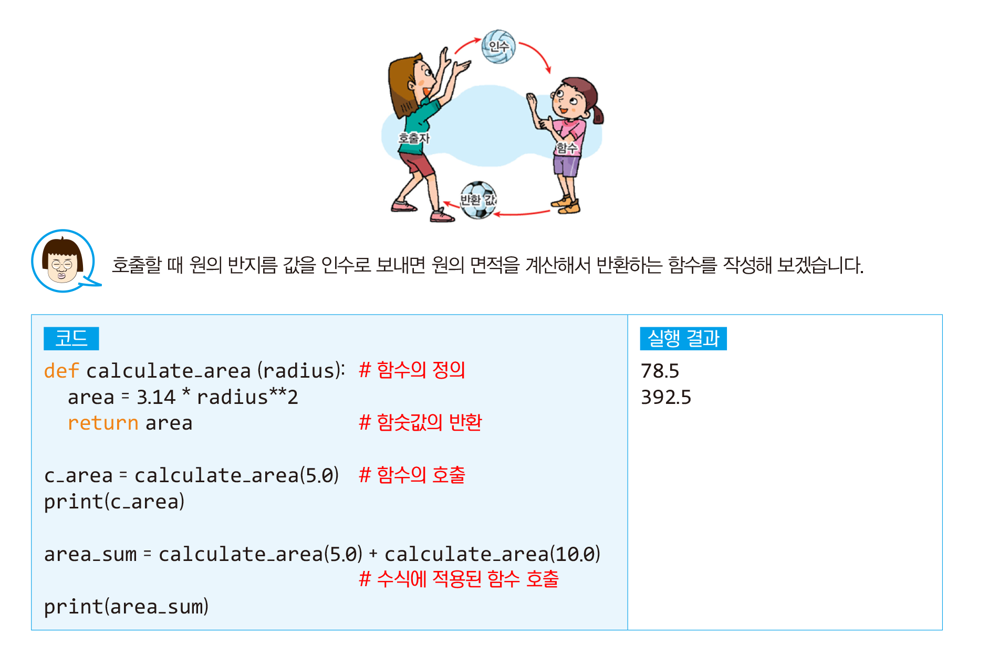 인수
호출자
함수
반환 값
호출할 때 원의 반지름 값을 인수로 보내면 원의 면적을 계산해서 반환하는 함수를 작성해 보겠습니다.
코드
def calculate_area (radius): # 함수의 정의
area = 3.14 * radius**2
return area # 함숫값의 반환
c_area = calculate_area(5.0) # 함수의 호출
print(c_area)
area_sum = calculate_area(5.0) + calculate_area(10.0)
# 수식에 적용된 함수 호출
print(area_sum)
실행 결과
78.5
392.5